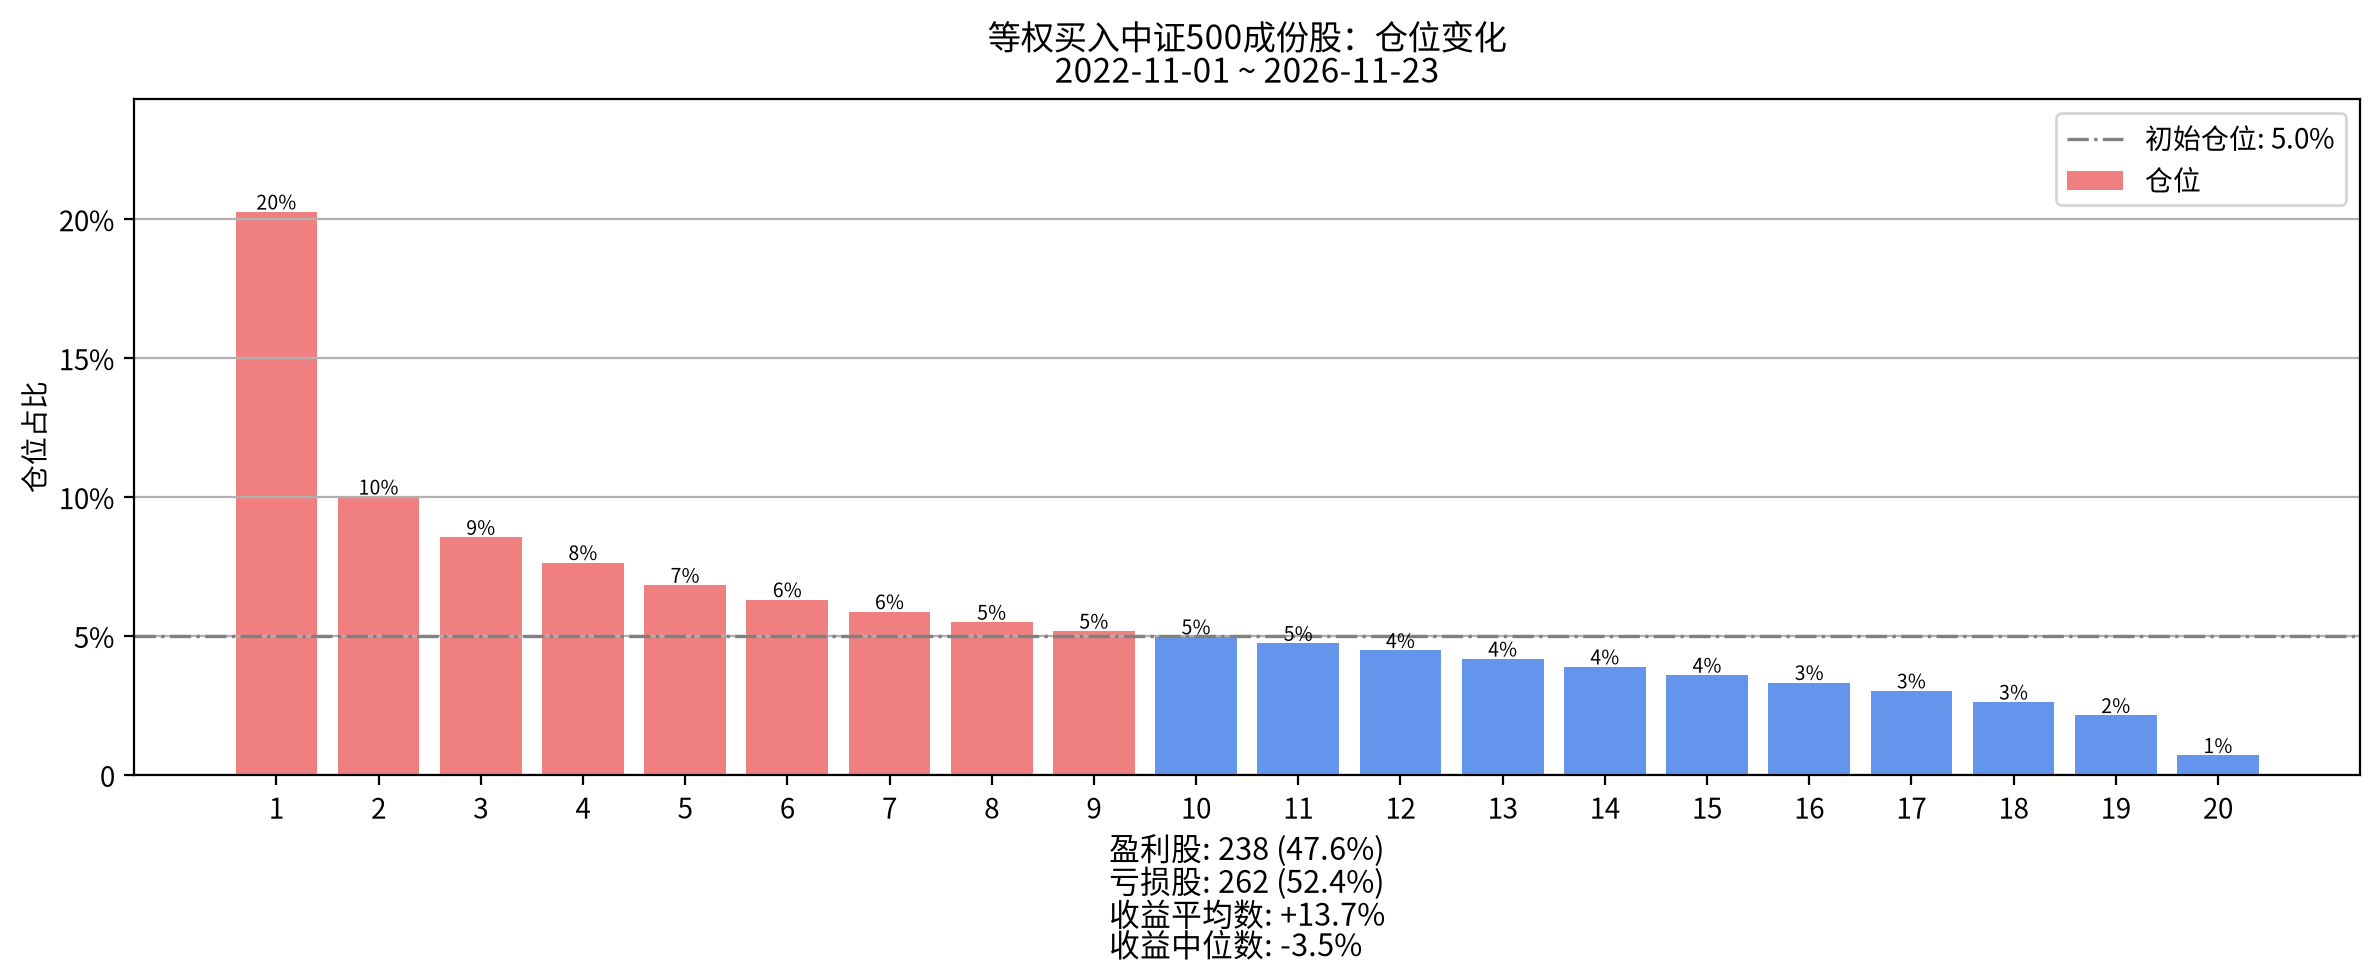 等权买入中证500成份股：仓位变化
2022-11-01 ~ 2026-11-23
初始仓位: 5.0%
仓位
仓位占比
20%
15%
10%
5%
0
20%
10%
9%
8%
7%
6%
6%
5%
5%
5%
5%
4%
4%
4%
4%
3%
3%
3%
2%
1%
1 2 3 4 5 6 7 8 9 10 11 12 13 14 15 16 17 18 19 20
盈利股: 238 (47.6%)
亏损股: 262 (52.4%)
收益平均数: +13.7%
收益中位数: -3.5%